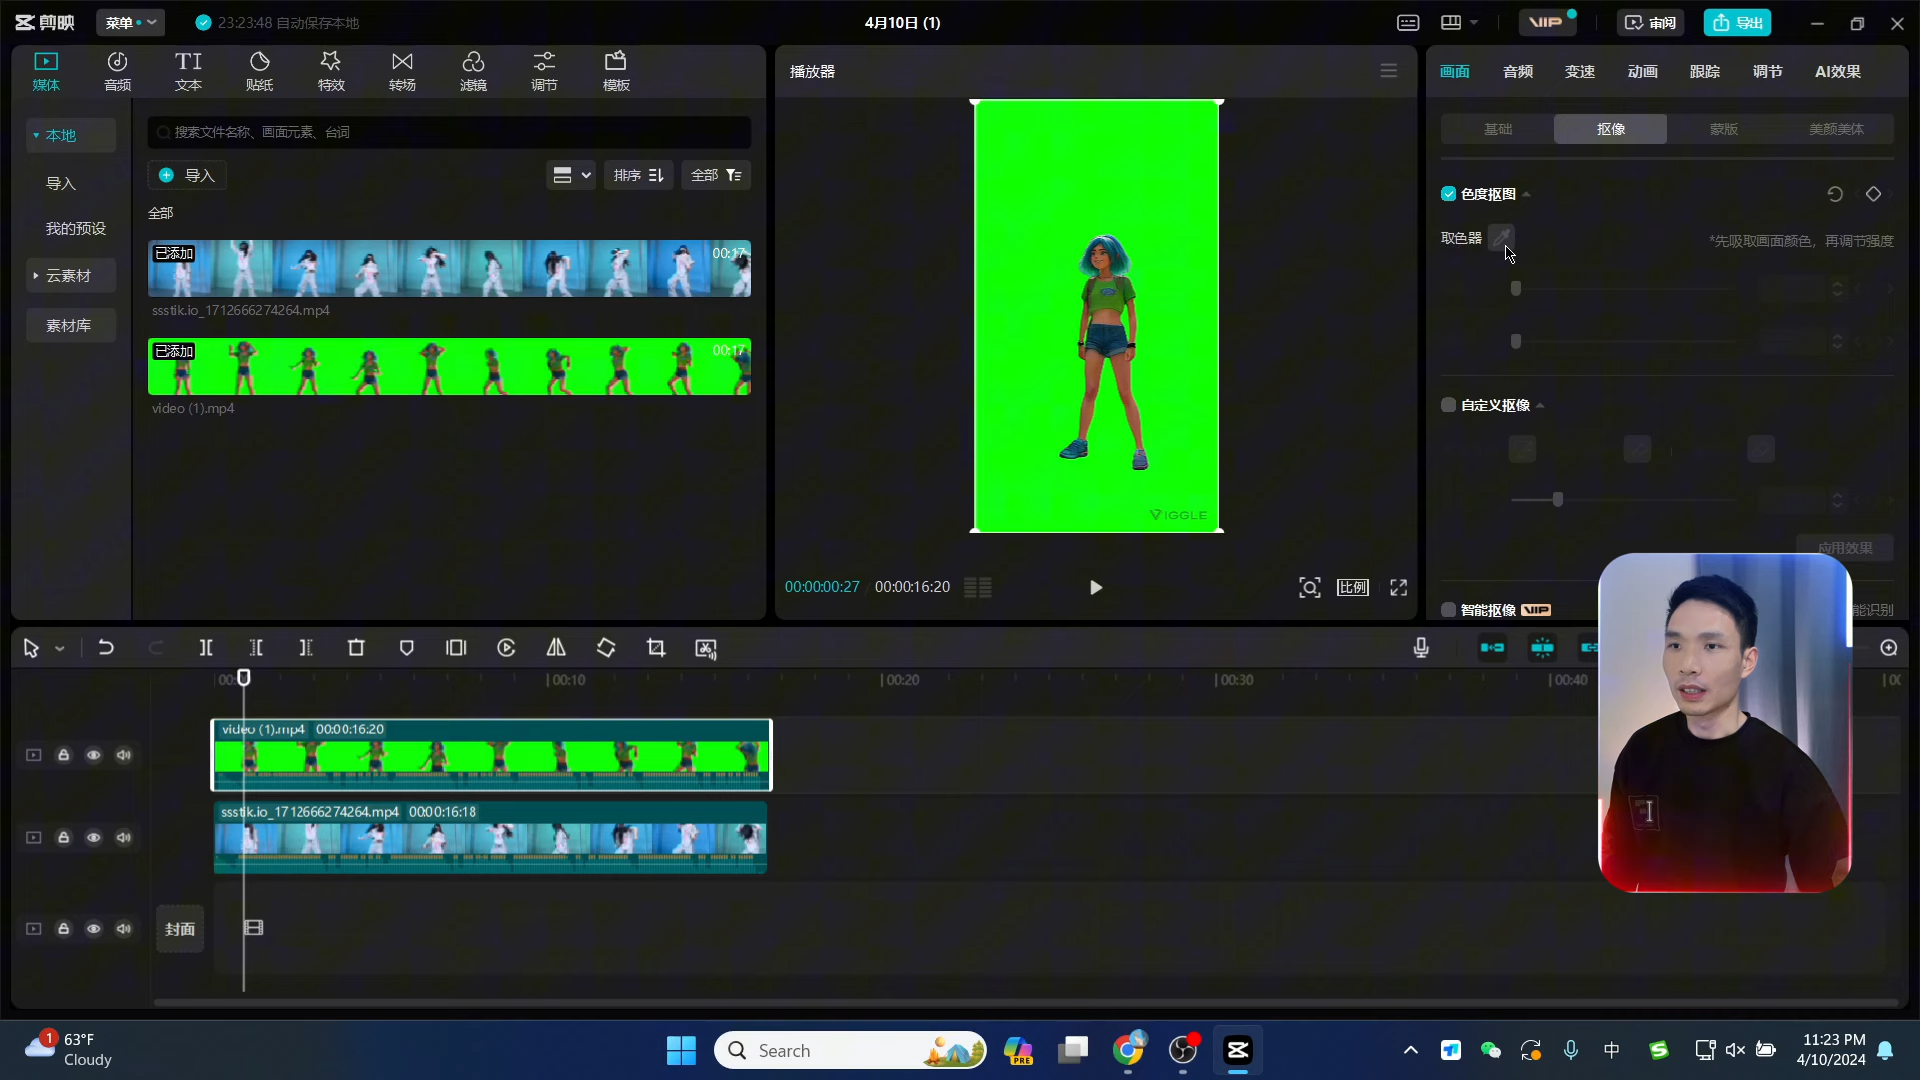 剪映
菜单
23:23:48 自动保存本地
4月10日 (1)
VIP
审阅
导出
媒体
音频
文本
贴纸
特效
转场
滤镜
调节
模板
本地
导入
我的预设
云素材
素材库
搜索文件名称、画面元素、台词
导入
排序
全部
全部
已添加
00:17
ssstik.io_1712666274264.mp4
已添加
00:17
video (1).mp4
播放器
VIGGLE
00:00:00:27
00:00:16:20
比例
画面
音频
变速
动画
跟踪
调节
AI效果
基础
抠像
蒙版
美颜美体
色度抠图
取色器
*先吸取画面颜色，再调节强度
自定义抠像
应用效果
智能抠像
VIP
能识别
00:10
00:20
00:30
00:40
video (1).mp4 00:00:16:20
ssstik.io_1712666274264.mp4 00:00:16:18
封面
1
63°F
Cloudy
Search
PRE
中
11:23 PM
4/10/2024